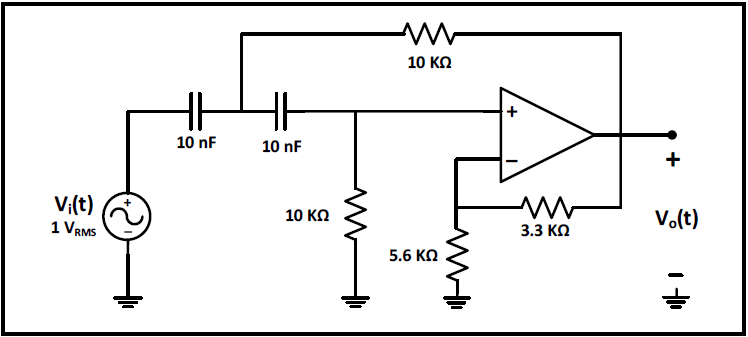 10 KΩ
10 nF
10 nF
+
−
Vi(t)
1 VRMS
+
−
10 KΩ
5.6 KΩ
3.3 KΩ
+
Vo(t)
−